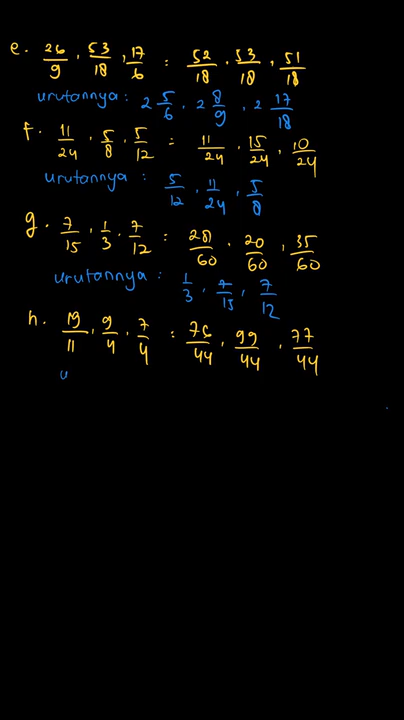 e. 26/9 , 53/18 , 17/6 = 52/18 , 53/18 , 51/18
urutannya : 2 5/6 , 2 8/9 , 2 17/18
f. 11/24 , 5/8 , 5/12 = 11/24 , 15/24 , 10/24
urutannya : 5/12 , 11/24 , 5/8
g. 7/15 , 1/3 , 7/12 = 28/60 , 20/60 , 35/60
urutannya : 1/3 , 7/15 , 7/12
h. 19/11 , 9/4 , 7/4 = 76/44 , 99/44 , 77/44
u